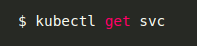 $ kubectl get svc